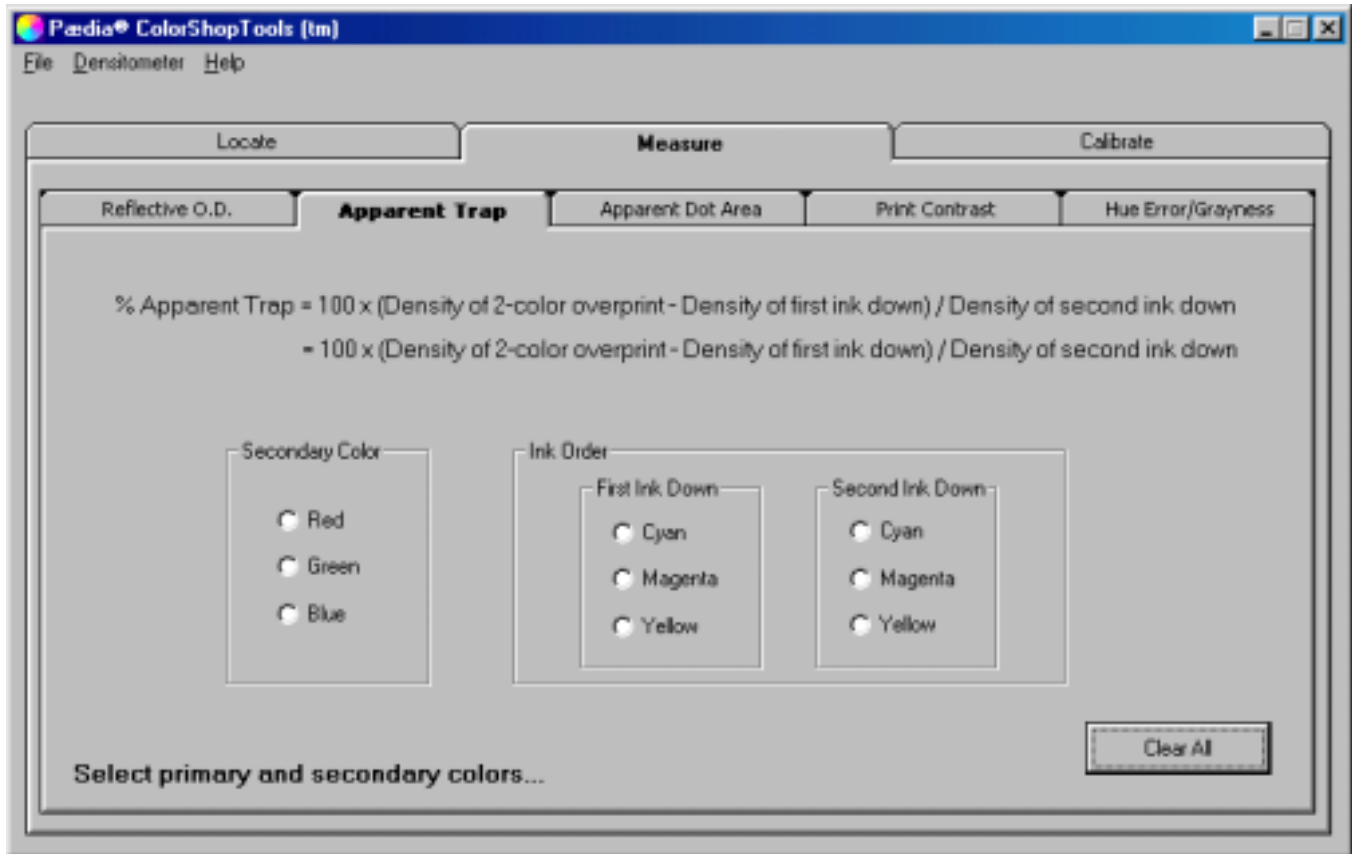 Pædia® ColorShopTools (tm)
File Densitometer Help
Locate Measure Calibrate
Reflective O.D. Apparent Trap Apparent Dot Area Print Contrast Hue Error/Grayness
% Apparent Trap = 100 x (Density of 2-color overprint - Density of first ink down) / Density of second ink down
= 100 x (Density of 2-color overprint - Density of first ink down) / Density of second ink down
Secondary Color
Red
Green
Blue
Ink Order
First Ink Down
Cyan
Magenta
Yellow
Second Ink Down
Cyan
Magenta
Yellow
Clear All
Select primary and secondary colors...